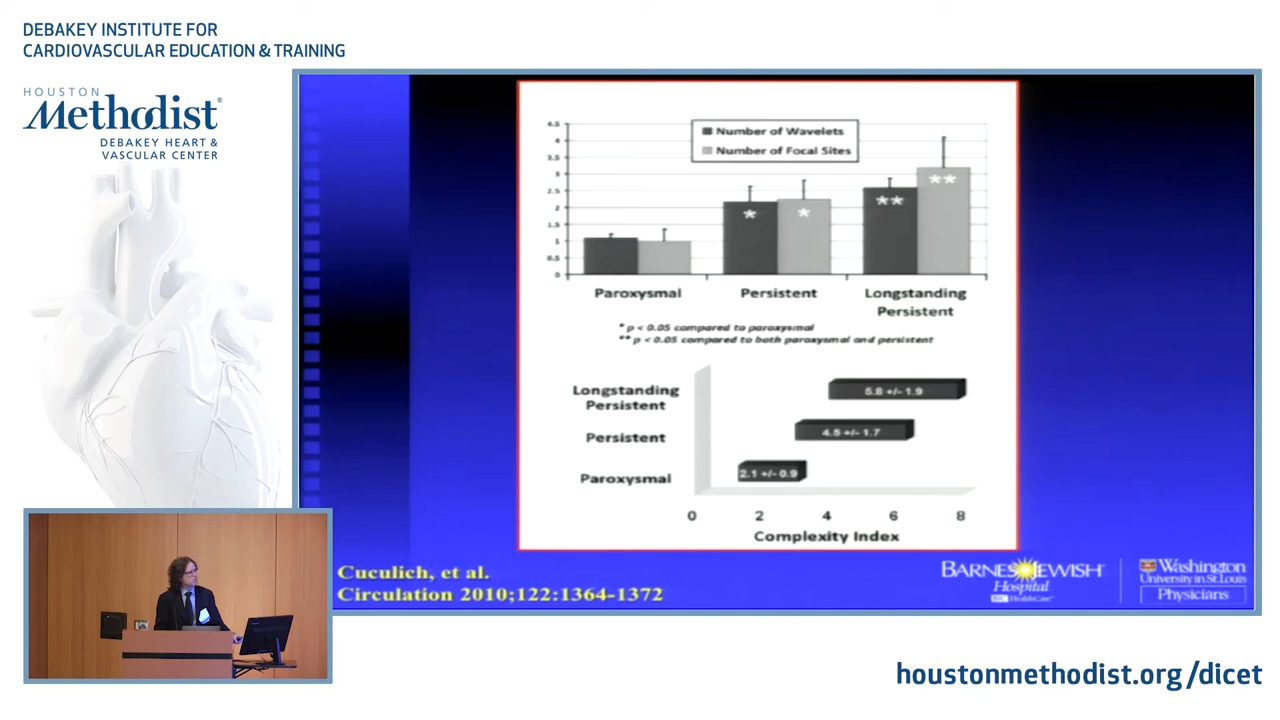 DEBAKEY INSTITUTE FOR
CARDIOVASCULAR EDUCATION & TRAINING
HOUSTON
Methodist®
DEBAKEY HEART &
VASCULAR CENTER
4.5
4
3.5
3
2.5
2
1.5
1
0.5
0
Number of Wavelets
Number of Focal Sites
*
*
**
**
Paroxysmal
Persistent
Longstanding
Persistent
* p < 0.05 compared to paroxysmal
** p < 0.05 compared to both paroxysmal and persistent
Longstanding
Persistent
5.8 +/- 1.9
Persistent
4.5 +/- 1.7
Paroxysmal
2.1 +/- 0.9
0 2 4 6 8
Complexity Index
Cuculich, et al.
Circulation 2010;122:1364-1372
BARNES JEWISH
Hospital
BJC HealthCare
Washington
University in St. Louis
Physicians
houstonmethodist.org/dicet